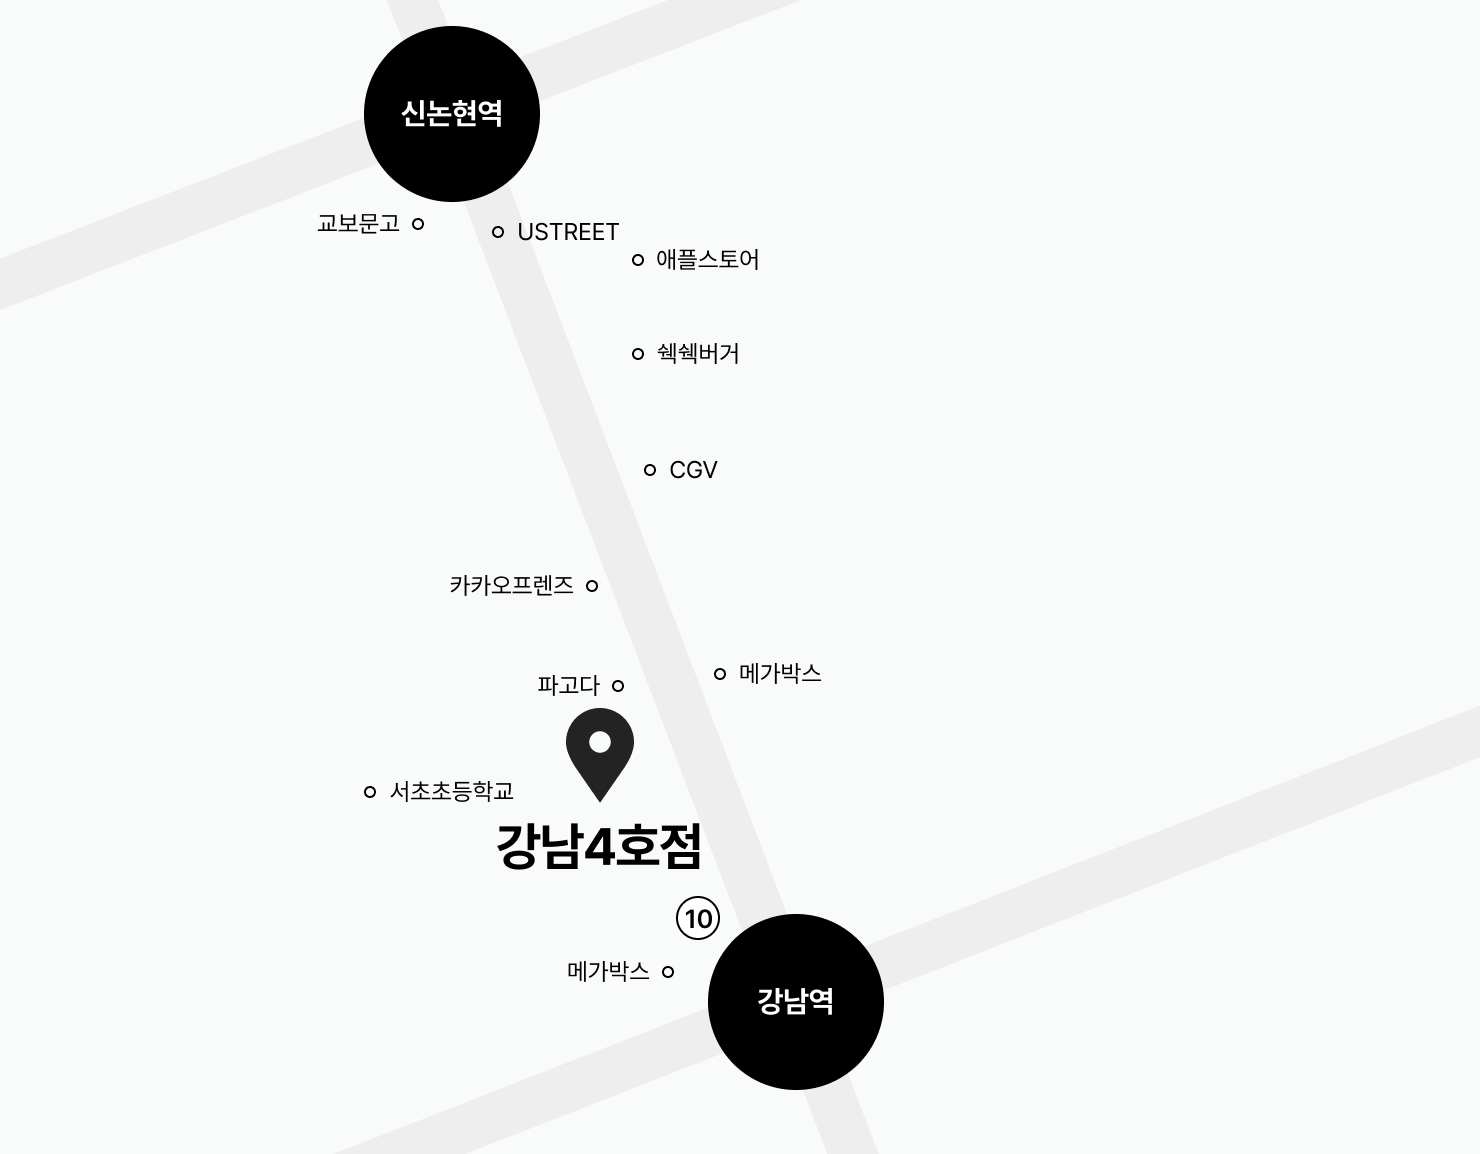 신논현역
교보문고
USTREET
애플스토어
쉑쉑버거
CGV
카카오프렌즈
메가박스
파고다
서초초등학교
강남4호점
10
메가박스
강남역